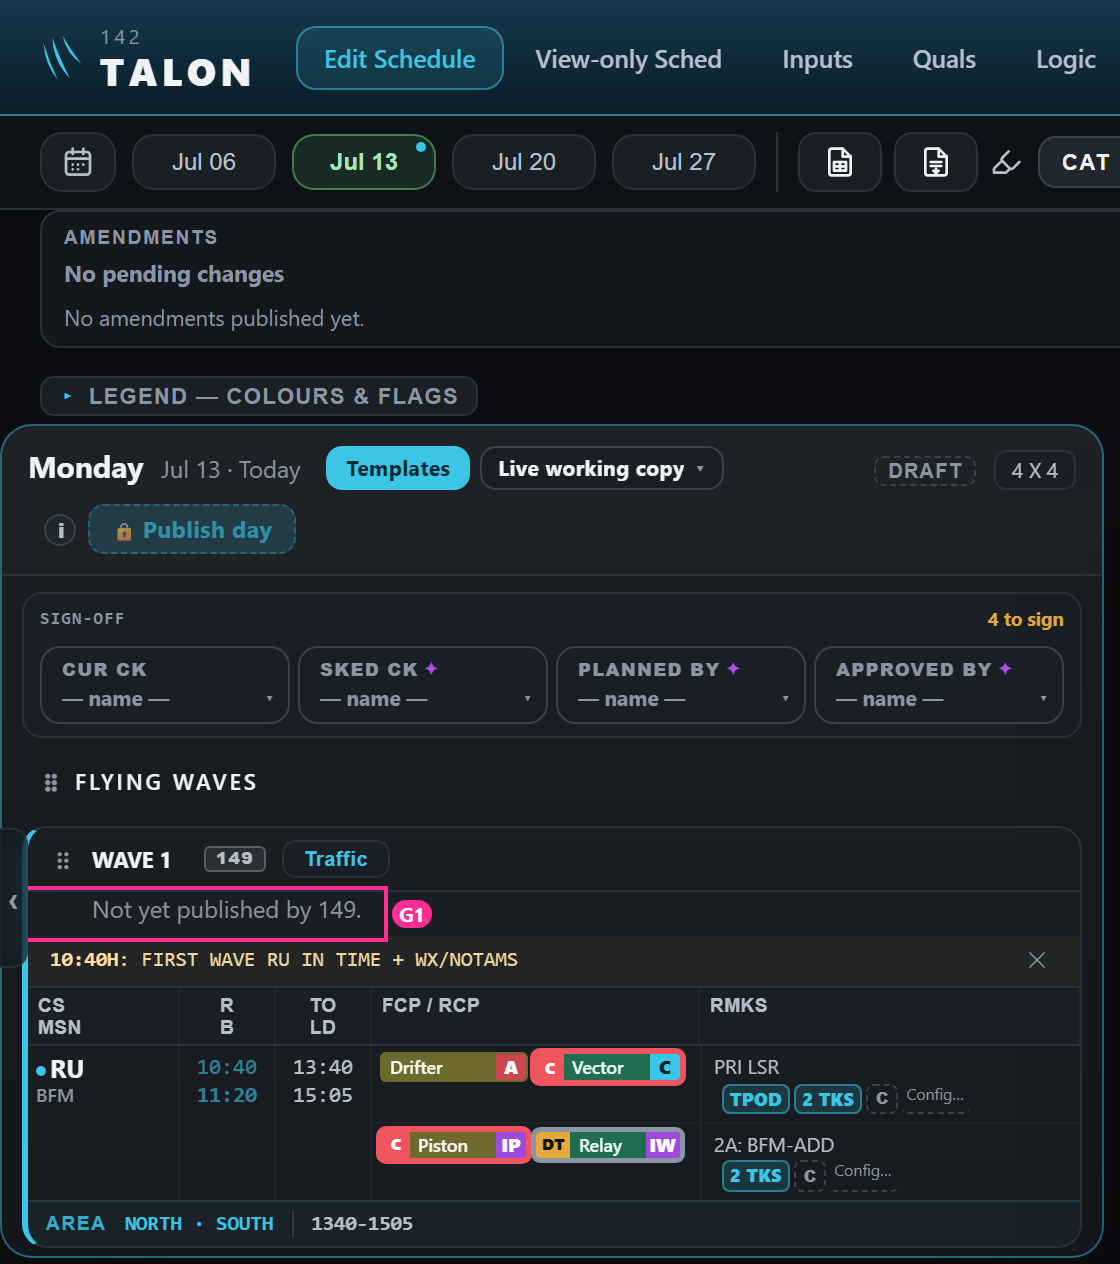 142
TALON
Edit Schedule
View-only Sched
Inputs
Quals
Logic
Jul 06
Jul 13
Jul 20
Jul 27
CAT
AMENDMENTS
No pending changes
No amendments published yet.
LEGEND — COLOURS & FLAGS
Monday Jul 13 · Today
Templates
Live working copy
DRAFT
4 X 4
i
Publish day
SIGN-OFF
4 to sign
CUR CK
— name —
SKED CK
— name —
PLANNED BY
— name —
APPROVED BY
— name —
FLYING WAVES
WAVE 1
149
Traffic
Not yet published by 149.
G1
10:40H: FIRST WAVE RU IN TIME + WX/NOTAMS
CS
MSN
R
B
TO
LD
FCP / RCP
RMKS
RU
BFM
10:40
11:20
13:40
15:05
Drifter A
C Vector C
PRI LSR
TPOD 2 TKS C Config...
C Piston IP
DT Relay IW
2A: BFM-ADD
2 TKS C Config...
AREA NORTH · SOUTH
1340-1505